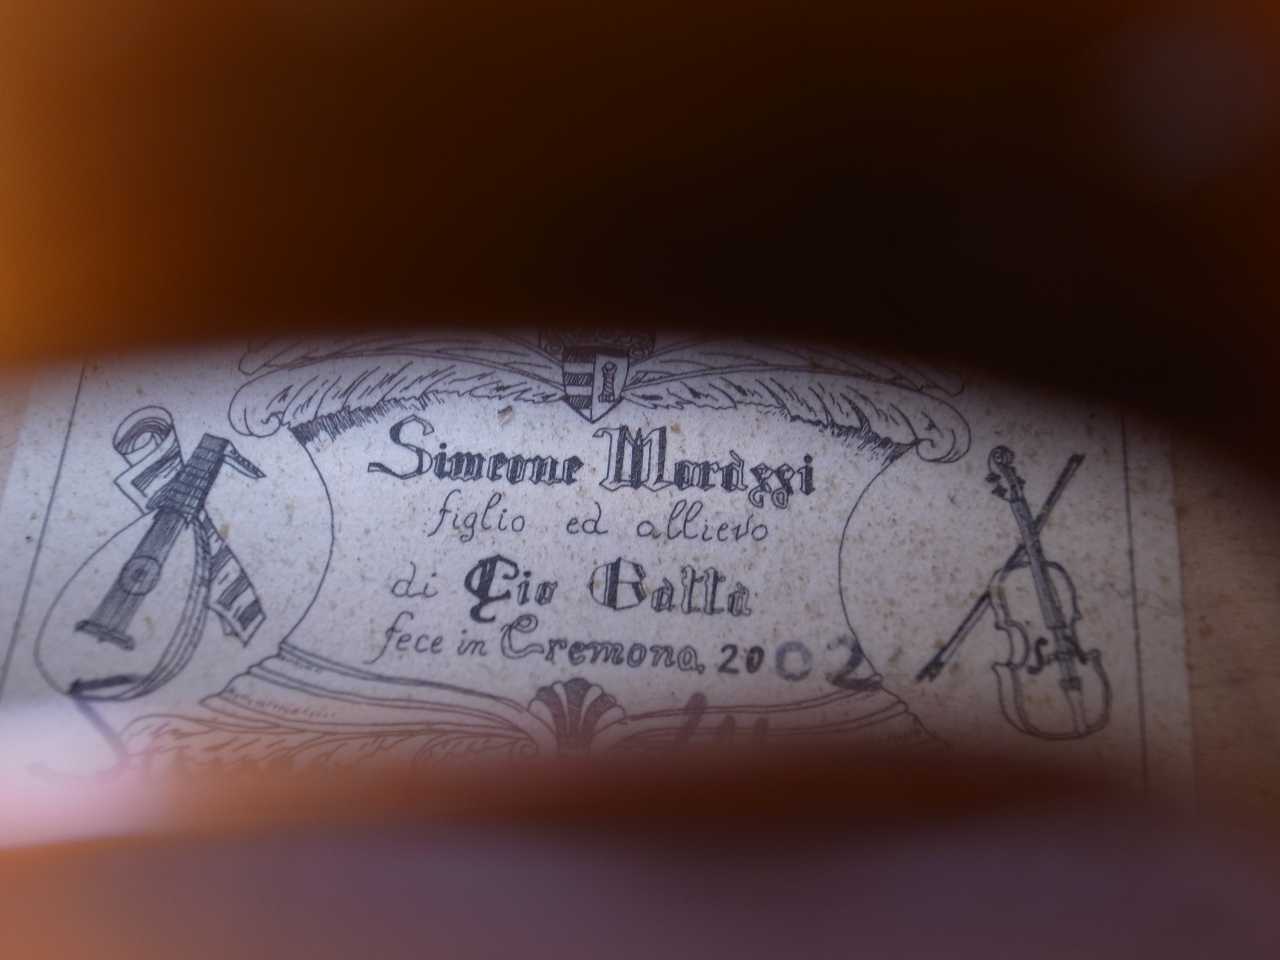 Simeone Morassi
figlio ed allievo
di Gio Batta
fece in Cremona, 2002